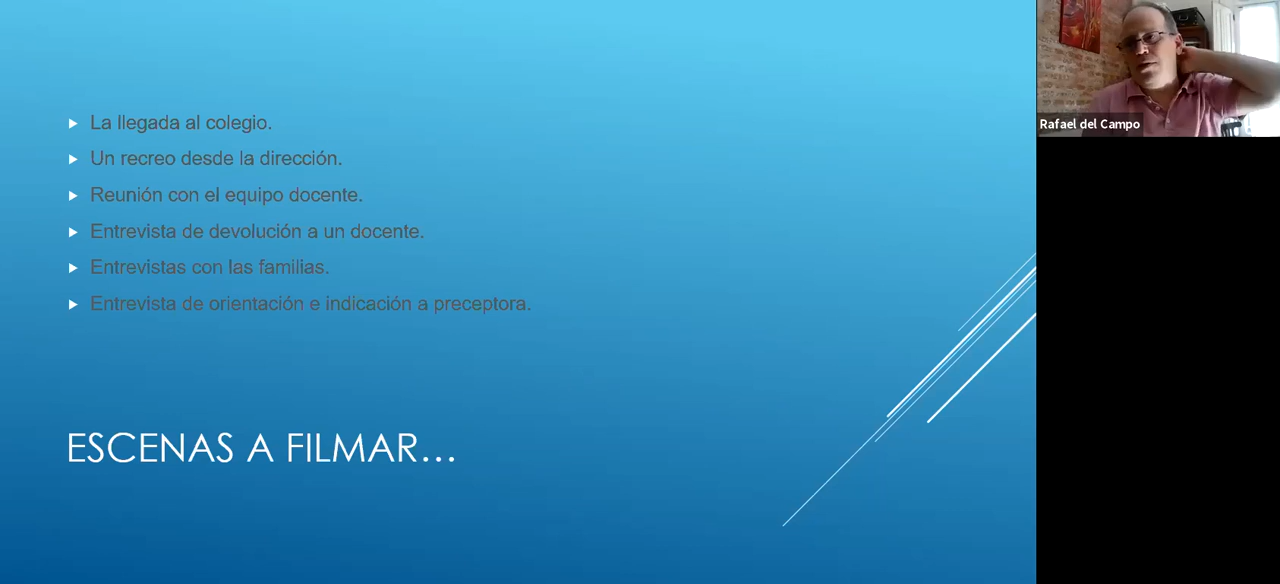 La llegada al colegio.
Un recreo desde la dirección.
Reunión con el equipo docente.
Entrevista de devolución a un docente.
Entrevistas con las familias.
Entrevista de orientación e indicación a preceptora.
ESCENAS A FILMAR...
Rafael del Campo